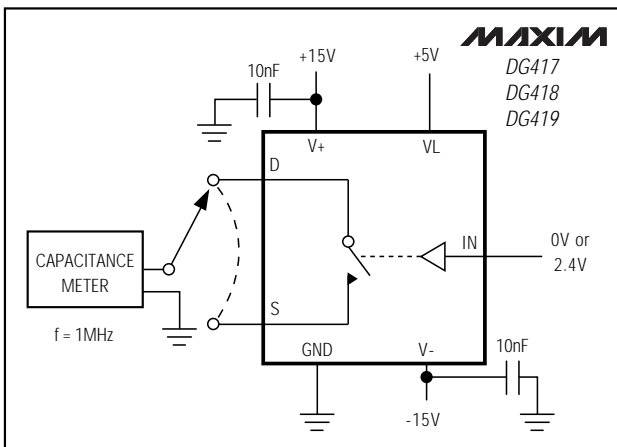 MAXIM
+15V
+5V
10nF
DG417
DG418
DG419
V+
VL
D
IN
0V or
2.4V
CAPACITANCE
METER
S
f = 1MHz
GND
V-
10nF
-15V